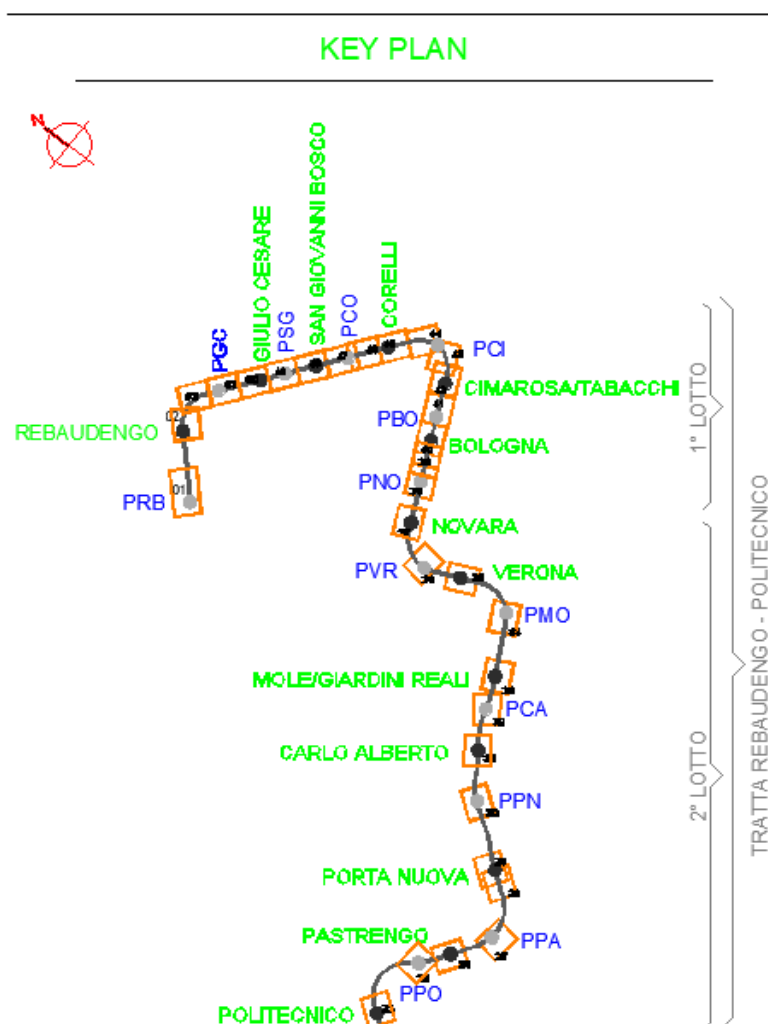 KEY PLAN
N
SAN GIOVANNI BOSCO
GIULIO CESARE
CORELLI
PCO
PSG
PGC
PCI
CIMAROSA/TABACCHI
1° LOTTO
02
PBO
REBAUDENGO
BOLOGNA
PNO
01
PRB
NOVARA
TRATTA REBAUDENGO - POLITECNICO
PVR
VERONA
PMO
MOLE/GIARDINI REALI
PCA
CARLO ALBERTO
2° LOTTO
PPN
PORTA NUOVA
PASTRENGO
PPA
PPO
POLITECNICO